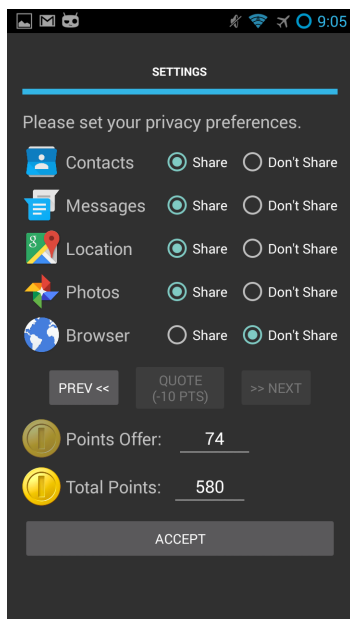 9:05
SETTINGS
Please set your privacy preferences.
Contacts Share Don't Share
Messages Share Don't Share
8 Location Share Don't Share
Photos Share Don't Share
Browser Share Don't Share
PREV << QUOTE >> NEXT
(-10 PTS)
Points Offer: 74
Total Points: 580
ACCEPT